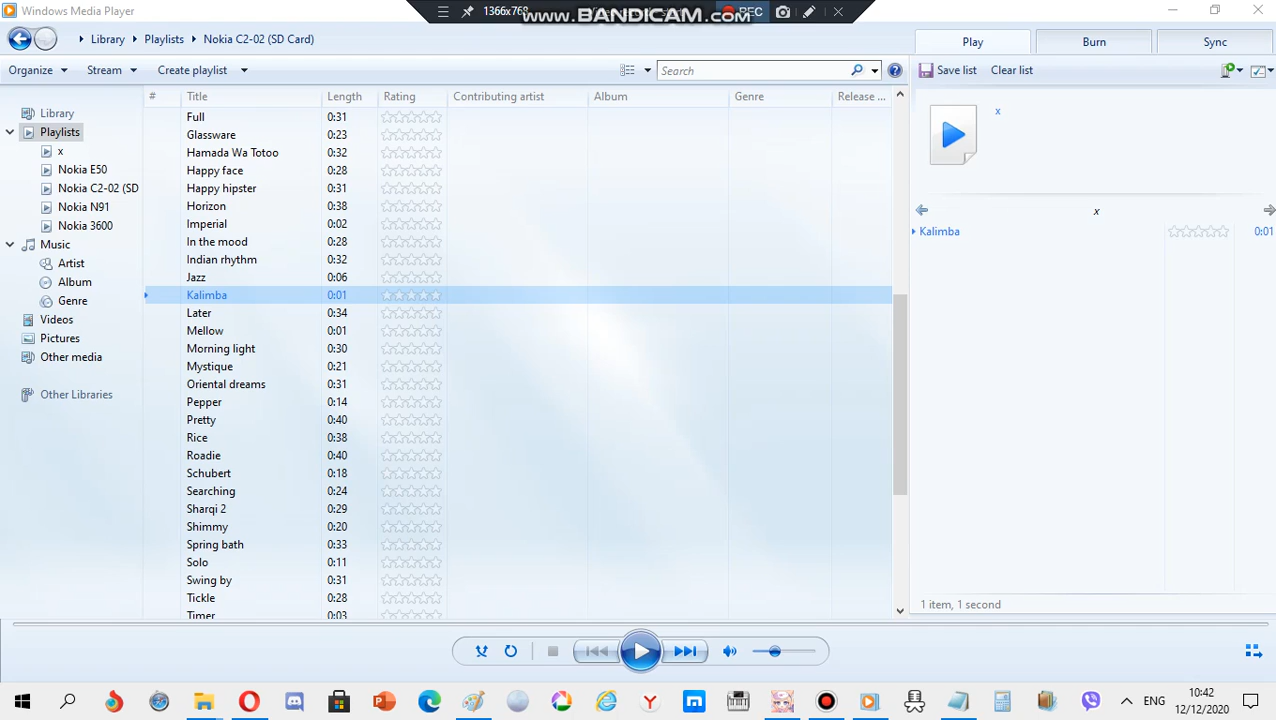 Windows Media Player
1366x768
www.BANDICAM.com
REC
Library Playlists Nokia C2-02 (SD Card)
Play Burn Sync
Organize Stream Create playlist
Search
Save list Clear list
# Title Length Rating Contributing artist Album Genre Release ...
Library
Playlists
x
Nokia E50
Nokia C2-02 (SD
Nokia N91
Nokia 3600
Music
Artist
Album
Genre
Videos
Pictures
Other media
Other Libraries
Full 0:31
Glassware 0:23
Hamada Wa Totoo 0:32
Happy face 0:28
Happy hipster 0:31
Horizon 0:38
Imperial 0:02
In the mood 0:28
Indian rhythm 0:32
Jazz 0:06
Kalimba 0:01
Later 0:34
Mellow 0:01
Morning light 0:30
Mystique 0:21
Oriental dreams 0:31
Pepper 0:14
Pretty 0:40
Rice 0:38
Roadie 0:40
Schubert 0:18
Searching 0:24
Sharqi 2 0:29
Shimmy 0:20
Spring bath 0:33
Solo 0:11
Swing by 0:31
Tickle 0:28
Timer 0:03
x
x
Kalimba 0:01
1 item, 1 second
ENG
10:42
12/12/2020